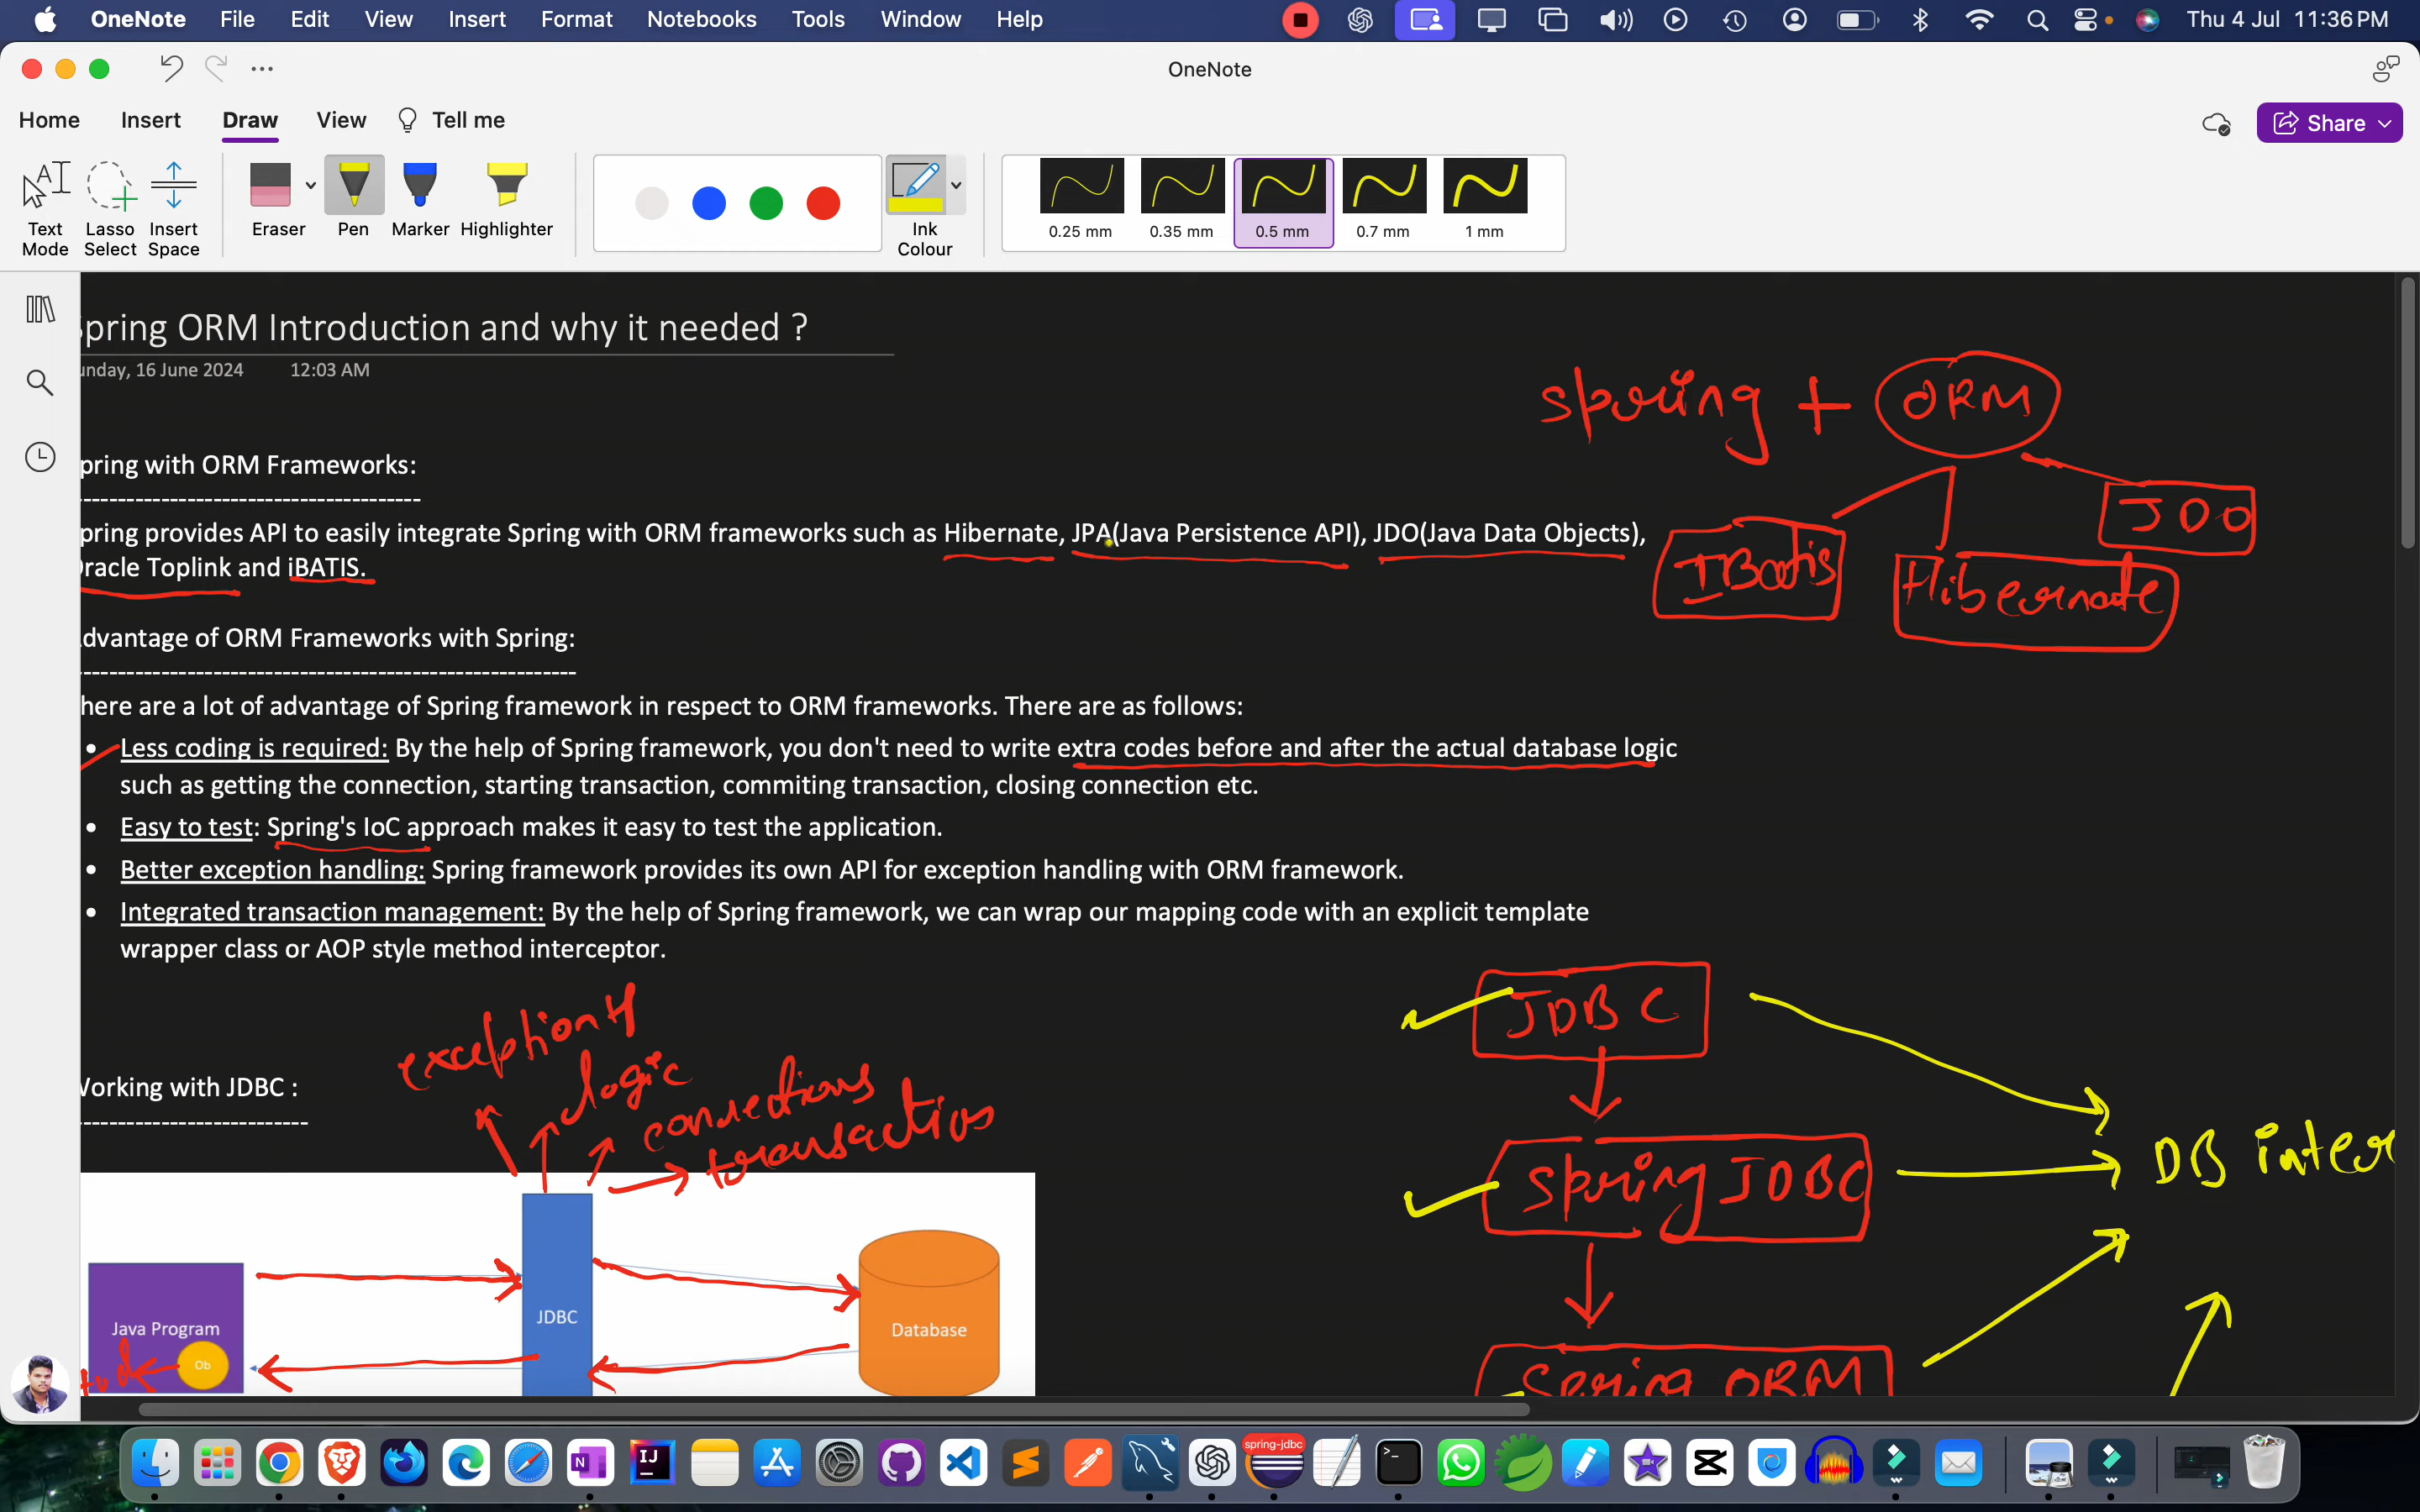 OneNote File Edit View Insert Format Notebooks Tools Window Help Thu 4 Jul 11:36 PM
OneNote
Home Insert Draw View Tell me Share
Text Mode Lasso Select Insert Space Eraser Pen Marker Highlighter Ink Colour 0.25 mm 0.35 mm 0.5 mm 0.7 mm 1 mm
pring ORM Introduction and why it needed ?
unday, 16 June 2024 12:03 AM
spring + ORM
IBatis Hibernate JDO
pring with ORM Frameworks:
---------------------------------------
pring provides API to easily integrate Spring with ORM frameworks such as Hibernate, JPA(Java Persistence API), JDO(Java Data Objects),
racle Toplink and iBATIS.
dvantage of ORM Frameworks with Spring:
---------------------------------------------------------
here are a lot of advantage of Spring framework in respect to ORM frameworks. There are as follows:
• Less coding is required: By the help of Spring framework, you don't need to write extra codes before and after the actual database logic
such as getting the connection, starting transaction, commiting transaction, closing connection etc.
• Easy to test: Spring's IoC approach makes it easy to test the application.
• Better exception handling: Spring framework provides its own API for exception handling with ORM framework.
• Integrated transaction management: By the help of Spring framework, we can wrap our mapping code with an explicit template
wrapper class or AOP style method interceptor.
orking with JDBC :
--------------------------
exception H
logic
connections
transactios
Java Program
Ob
JDBC
Database
JDBC
Spring JDBC
Spring ORM
DB inter
spring-jdbc